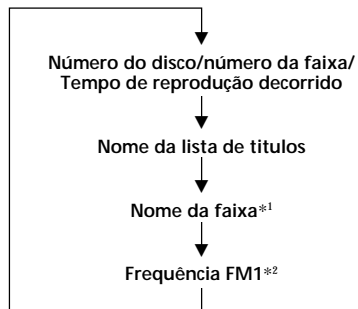 Número do disco/número da faixa/
Tempo de reprodução decorrido
Nome da lista de titulos
Nome da faixa*1
Frequência FM1*2